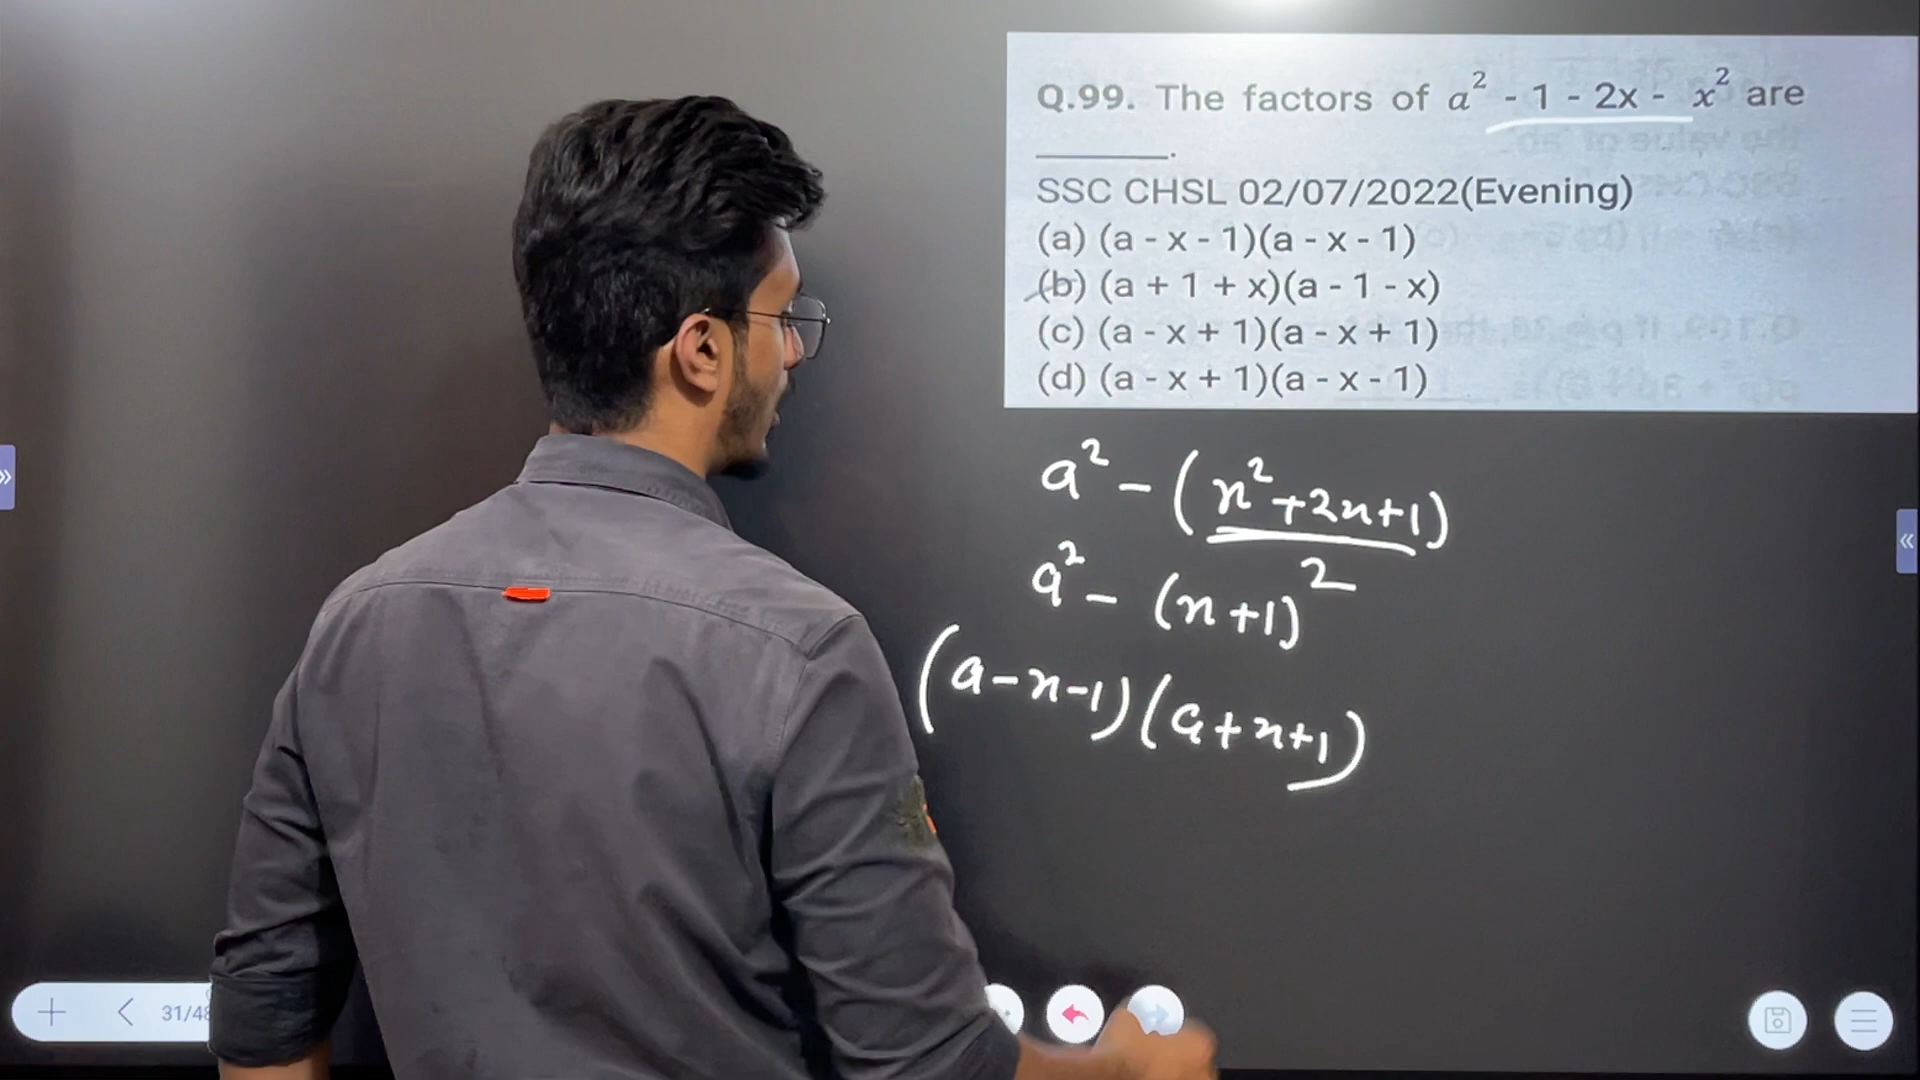 Q.99. The factors of a² - 1 - 2x - x² are
________.
SSC CHSL 02/07/2022(Evening)
(a) (a - x - 1)(a - x - 1)
(b) (a + 1 + x)(a - 1 - x)
(c) (a - x + 1)(a - x + 1)
(d) (a - x + 1)(a - x - 1)
a² - (x²+2x+1)
a² - (x+1)²
(a-x-1)(a+x+1)
31/48